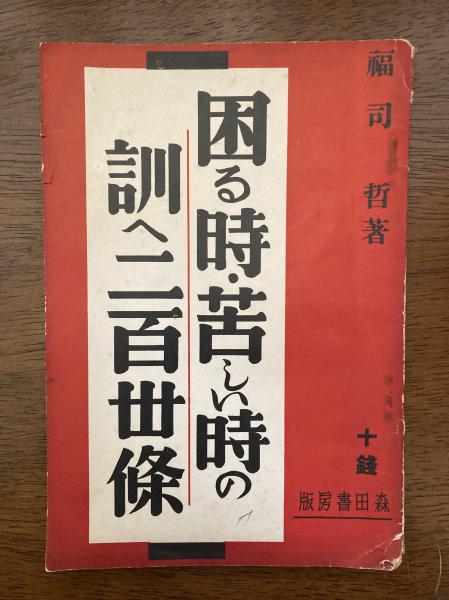 福司哲著
困る時・苦しい時の
訓へ二百卅條
十錢
森田書房版